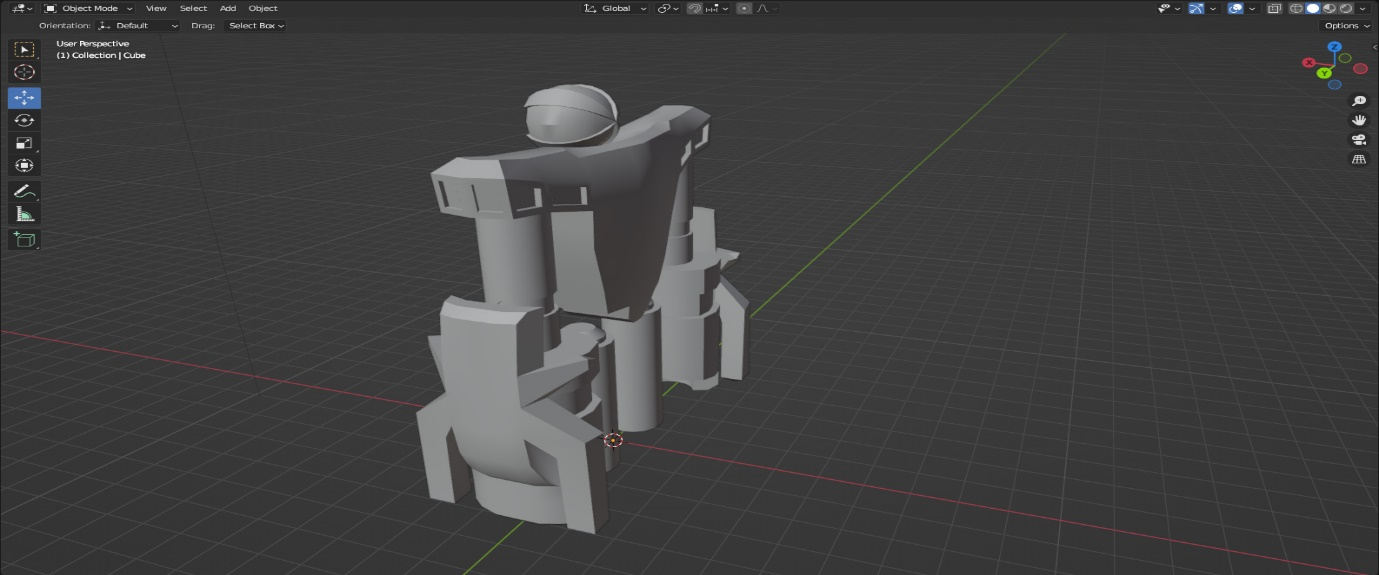 Object Mode View Select Add Object Global
Orientation: Default Drag: Select Box Options
User Perspective
(1) Collection | Cube
Z
X
Y